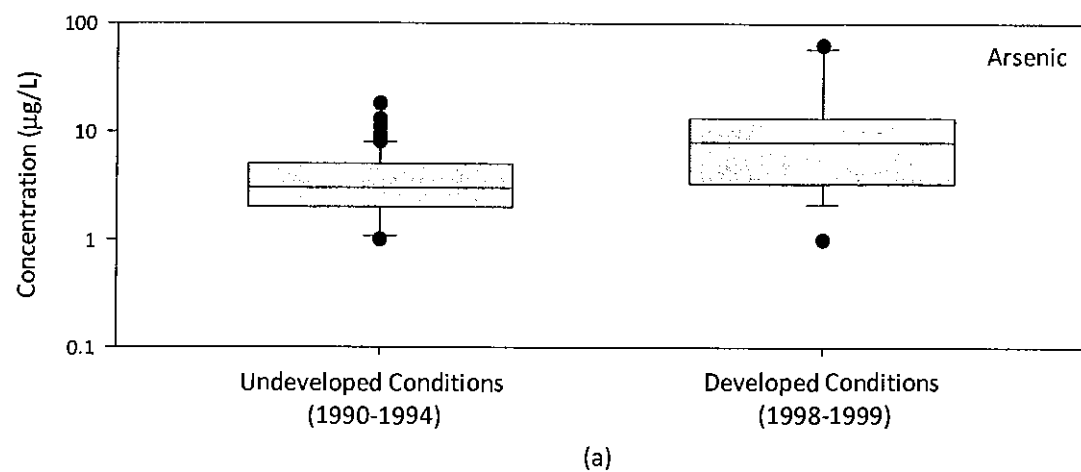 100
10
1
0.1
Concentration (µg/L)
Arsenic
Undeveloped Conditions
(1990-1994)
Developed Conditions
(1998-1999)
(a)